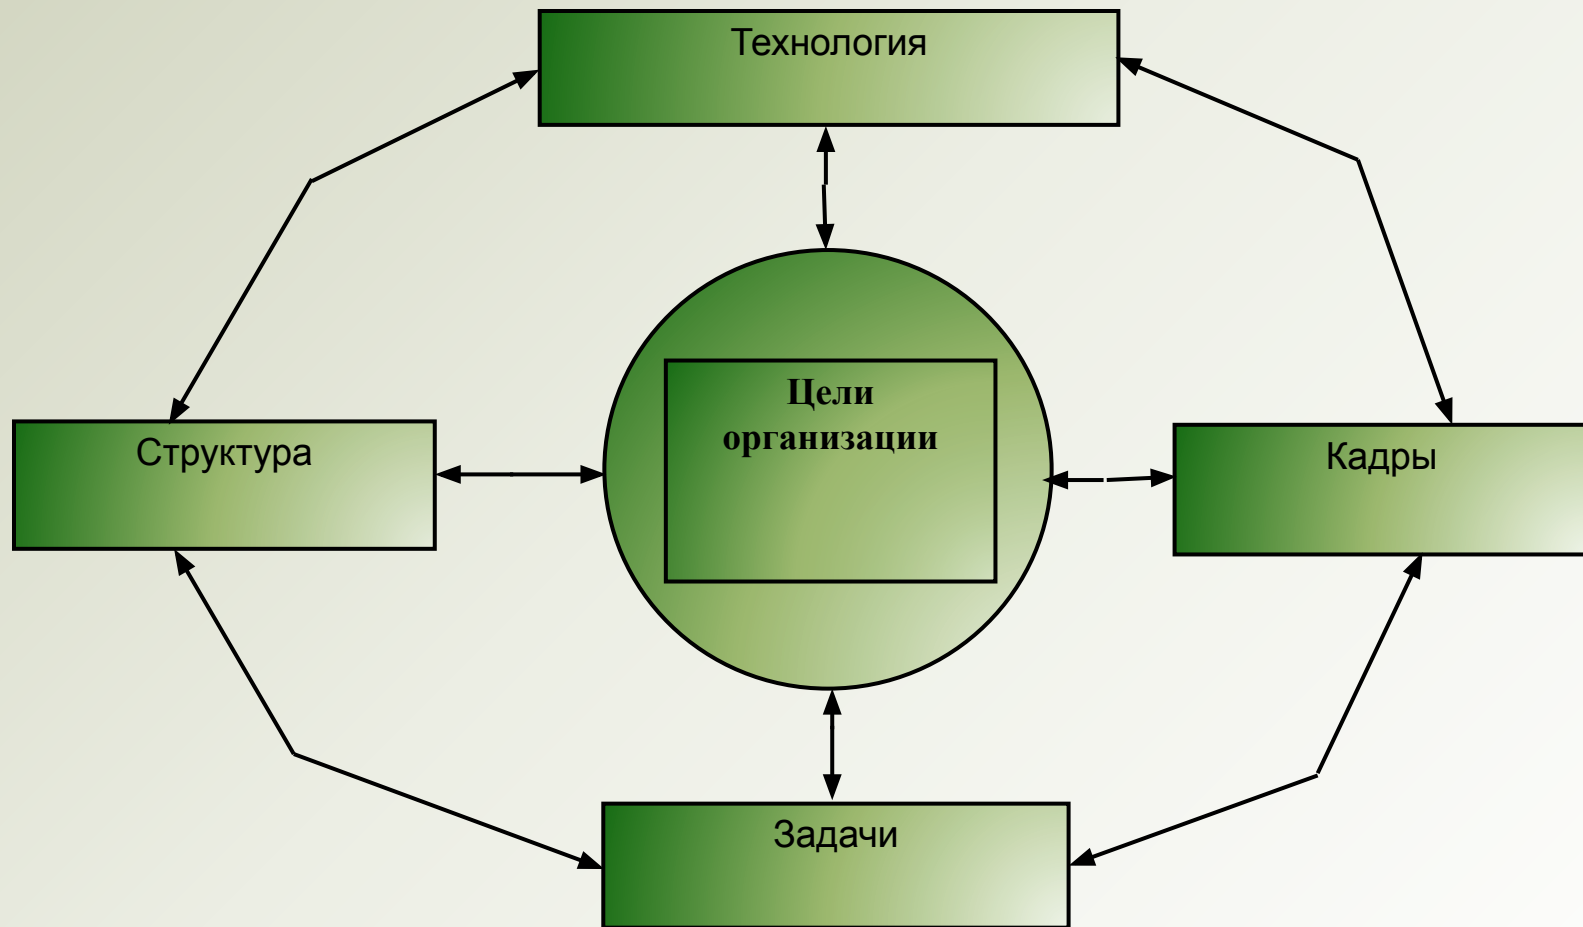 Технология
Цели
организации
Структура
Кадры
Задачи